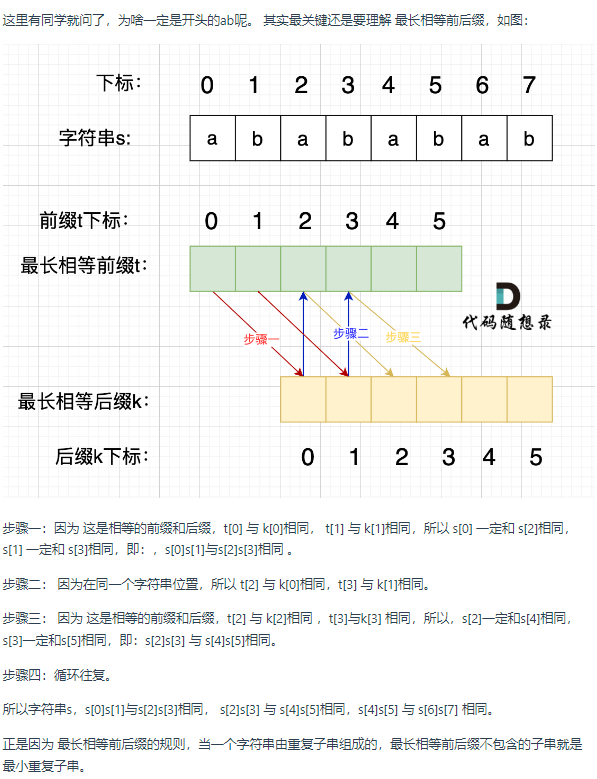 这里有同学就问了，为啥一定是开头的ab呢。 其实最关键还是要理解 最长相等前后缀，如图：
下标： 0 1 2 3 4 5 6 7
字符串s: a b a b a b a b
前缀t下标： 0 1 2 3 4 5
最长相等前缀t：
代码随想录
步骤一 步骤二 步骤三
最长相等后缀k：
后缀k下标： 0 1 2 3 4 5
步骤一：因为 这是相等的前缀和后缀，t[0] 与 k[0]相同， t[1] 与 k[1]相同，所以 s[0] 一定和 s[2]相同，
s[1] 一定和 s[3]相同，即：，s[0]s[1]与s[2]s[3]相同 。
步骤二： 因为在同一个字符串位置，所以 t[2] 与 k[0]相同，t[3] 与 k[1]相同。
步骤三： 因为 这是相等的前缀和后缀，t[2] 与 k[2]相同 ，t[3]与k[3] 相同，所以，s[2]一定和s[4]相同，
s[3]一定和s[5]相同，即：s[2]s[3] 与 s[4]s[5]相同。
步骤四：循环往复。
所以字符串s，s[0]s[1]与s[2]s[3]相同， s[2]s[3] 与 s[4]s[5]相同，s[4]s[5] 与 s[6]s[7] 相同。
正是因为 最长相等前后缀的规则，当一个字符串由重复子串组成的，最长相等前后缀不包含的子串就是
最小重复子串。